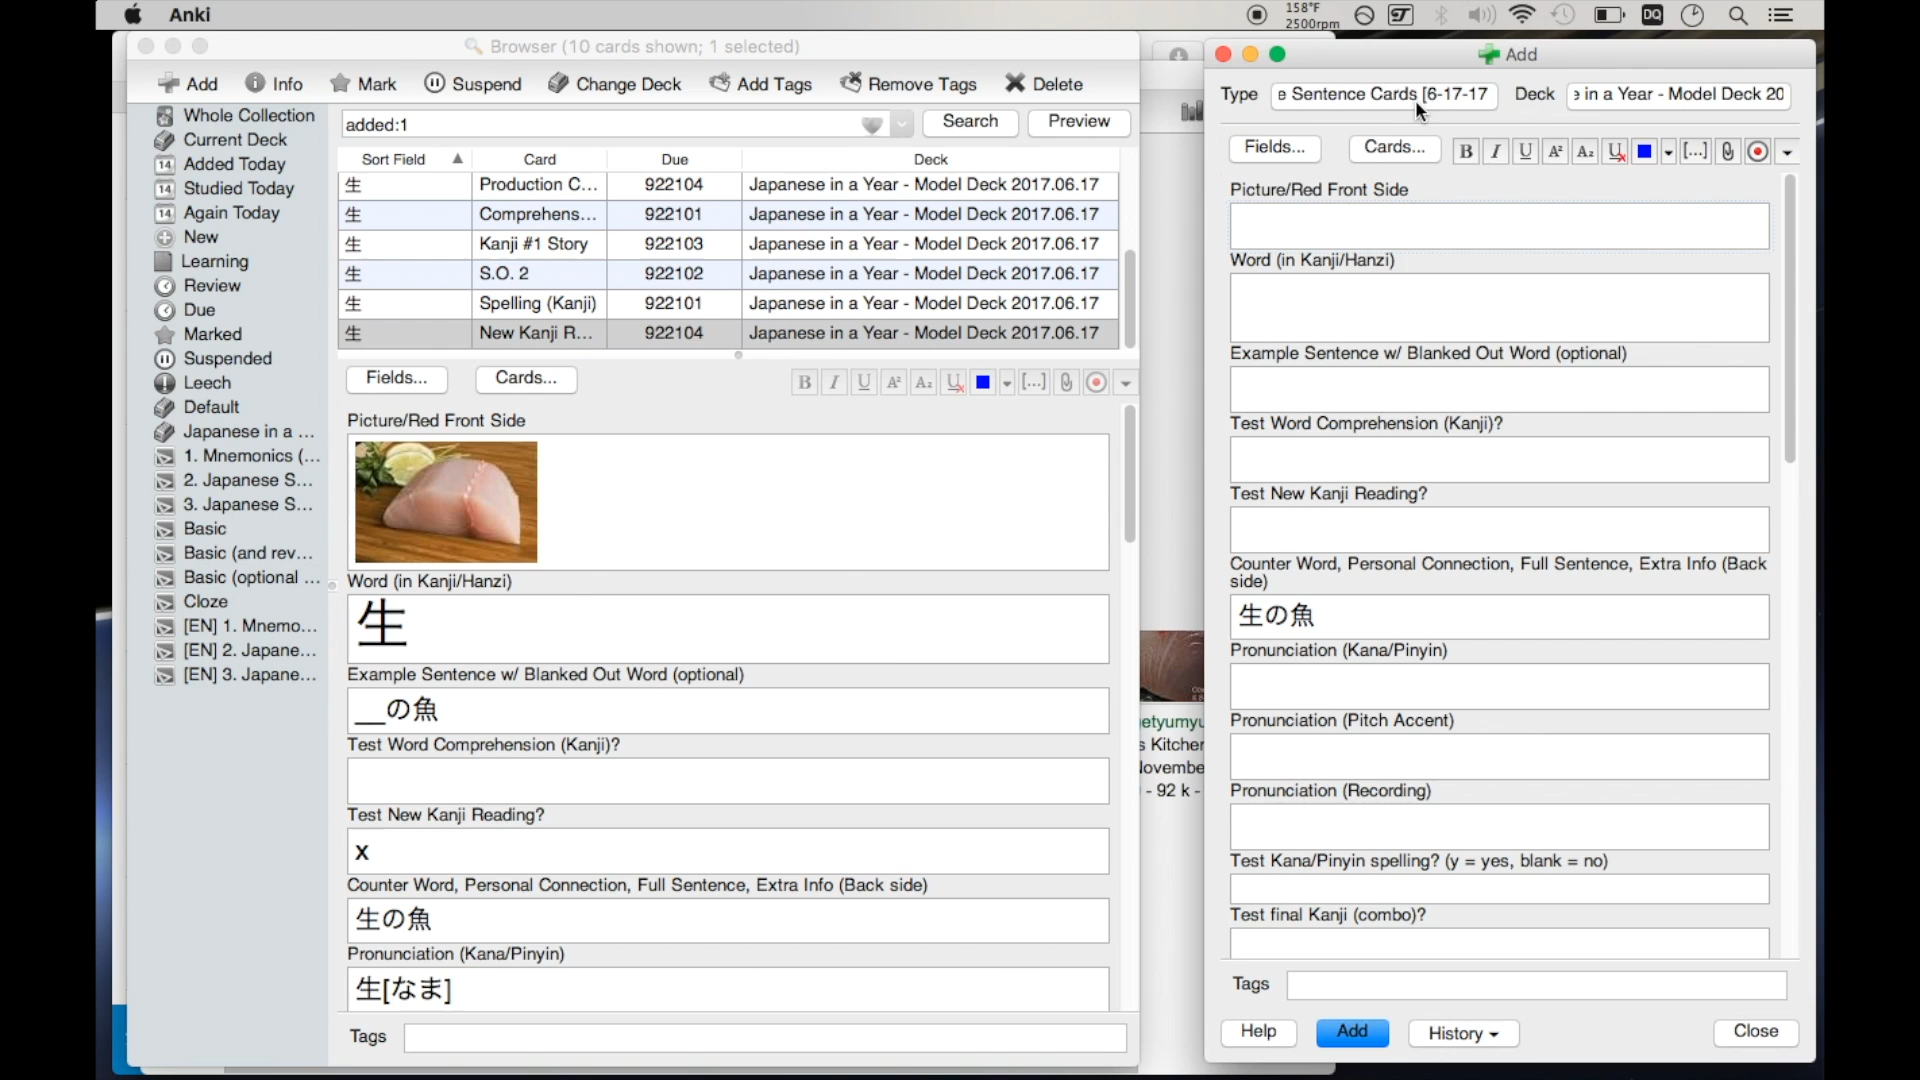 Anki
158°F
2500rpm
DQ
Browser (10 cards shown; 1 selected)
Add
Info
Mark
Suspend
Change Deck
Add Tags
Remove Tags
Delete
Whole Collection
Current Deck
14 Added Today
14 Studied Today
14 Again Today
New
Learning
Review
Due
Marked
Suspended
Leech
Default
Japanese in a ...
1. Mnemonics (...
2. Japanese S...
3. Japanese S...
Basic
Basic (and rev...
Basic (optional ...
Cloze
[EN] 1. Mnemo...
[EN] 2. Japane...
[EN] 3. Japane...
added:1
Search
Preview
Sort Field Card Due Deck
生 Production C... 922104 Japanese in a Year - Model Deck 2017.06.17
生 Comprehens... 922101 Japanese in a Year - Model Deck 2017.06.17
生 Kanji #1 Story 922103 Japanese in a Year - Model Deck 2017.06.17
生 S.O. 2 922102 Japanese in a Year - Model Deck 2017.06.17
生 Spelling (Kanji) 922101 Japanese in a Year - Model Deck 2017.06.17
生 New Kanji R... 922104 Japanese in a Year - Model Deck 2017.06.17
Fields...
Cards...
B I U A² A₂ U [...]
Picture/Red Front Side
Word (in Kanji/Hanzi)
生
Example Sentence w/ Blanked Out Word (optional)
__の魚
Test Word Comprehension (Kanji)?
Test New Kanji Reading?
x
Counter Word, Personal Connection, Full Sentence, Extra Info (Back side)
生の魚
Pronunciation (Kana/Pinyin)
生[なま]
Tags
s Kitchen
- 92 k -
Add
Type
e Sentence Cards [6-17-17
Deck
in a Year - Model Deck 20
Fields...
Cards...
B I U A² A₂ U [...]
Picture/Red Front Side
Word (in Kanji/Hanzi)
Example Sentence w/ Blanked Out Word (optional)
Test Word Comprehension (Kanji)?
Test New Kanji Reading?
Counter Word, Personal Connection, Full Sentence, Extra Info (Back
side)
生の魚
Pronunciation (Kana/Pinyin)
Pronunciation (Pitch Accent)
Pronunciation (Recording)
Test Kana/Pinyin spelling? (y = yes, blank = no)
Test final Kanji (combo)?
Tags
Help
Add
History
Close